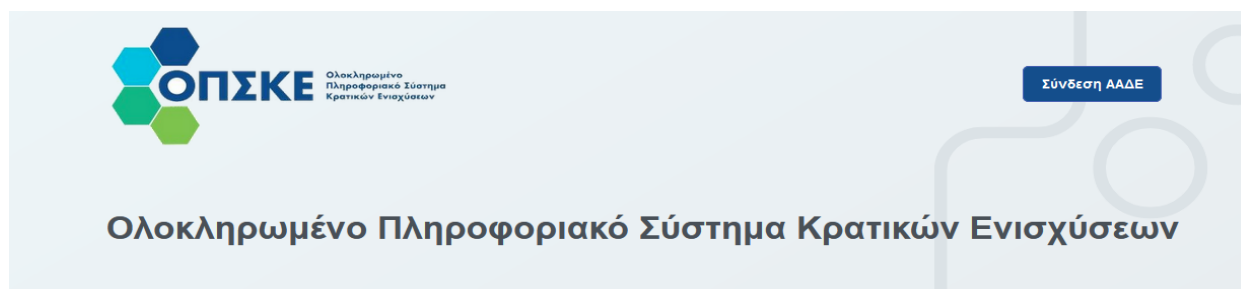 ΟΠΣΚΕ
Ολοκληρωμένο
Πληροφοριακό Σύστημα
Κρατικών Ενισχύσεων
Σύνδεση ΑΑΔΕ
Ολοκληρωμένο Πληροφοριακό Σύστημα Κρατικών Ενισχύσεων